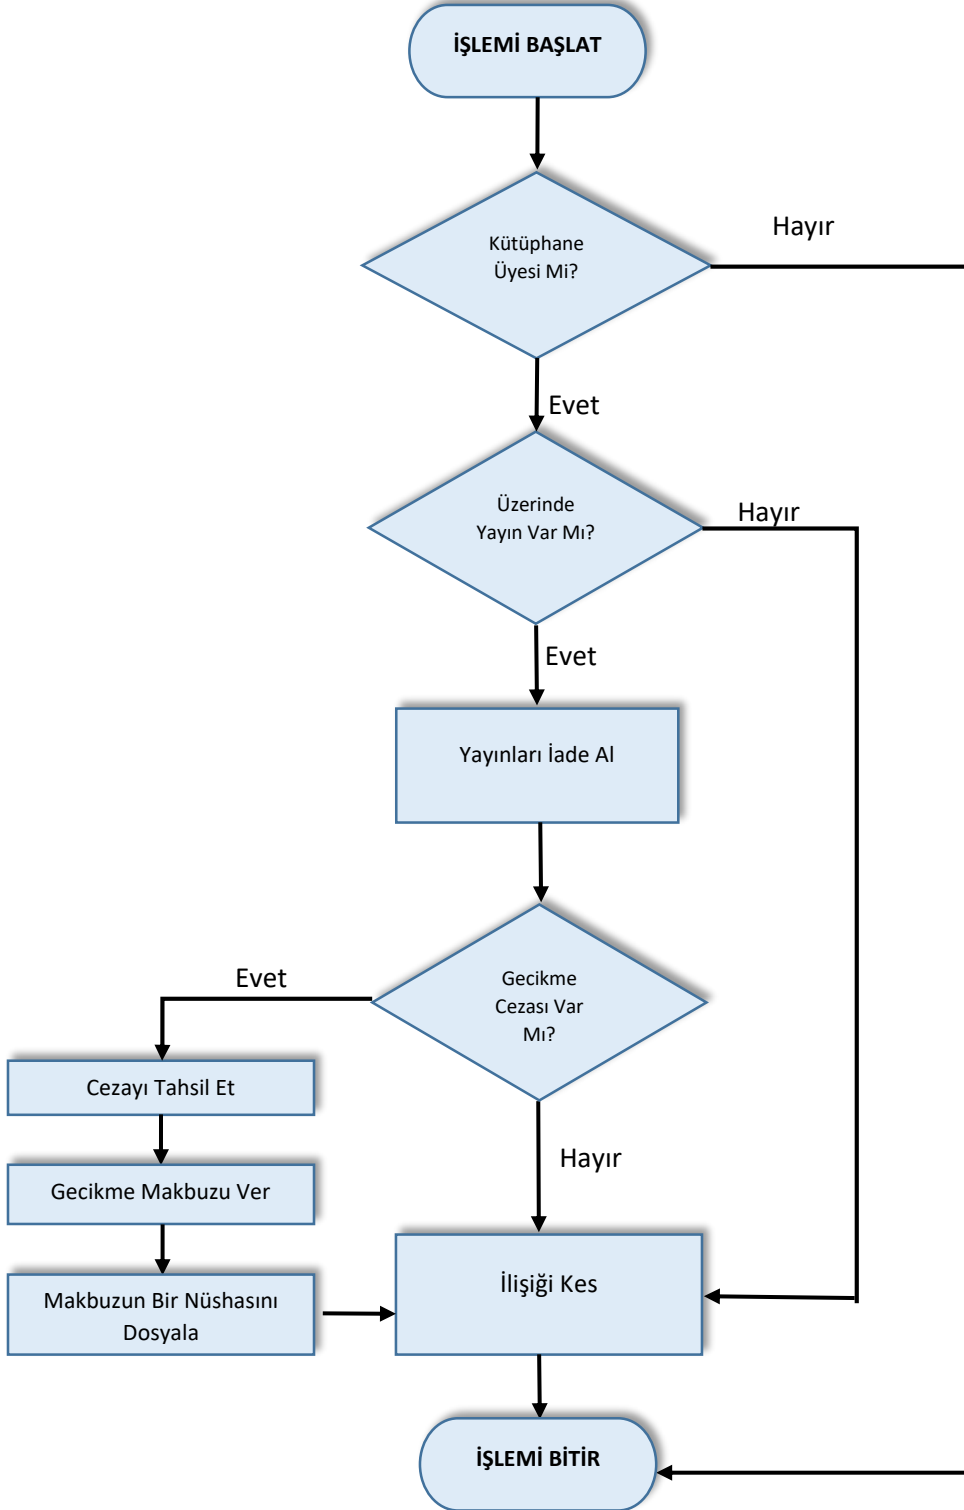 İŞLEMİ BAŞLAT
Kütüphane
Üyesi Mi?
Hayır
Evet
Üzerinde
Yayın Var Mı?
Hayır
Evet
Yayınları İade Al
Gecikme
Cezası Var
Mı?
Evet
Cezayı Tahsil Et
Hayır
Gecikme Makbuzu Ver
Makbuzun Bir Nüshasını
Dosyala
İlişiği Kes
İŞLEMİ BİTİR